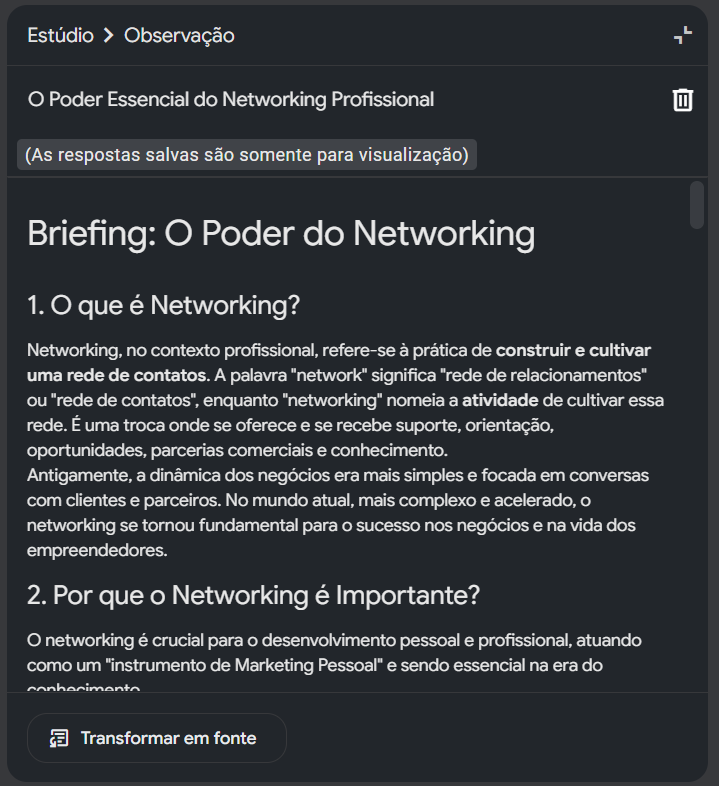 Estúdio > Observação
O Poder Essencial do Networking Profissional
(As respostas salvas são somente para visualização)
Briefing: O Poder do Networking
1. O que é Networking?
Networking, no contexto profissional, refere-se à prática de construir e cultivar
uma rede de contatos. A palavra "network" significa "rede de relacionamentos"
ou "rede de contatos", enquanto "networking" nomeia a atividade de cultivar essa
rede. É uma troca onde se oferece e se recebe suporte, orientação,
oportunidades, parcerias comerciais e conhecimento.
Antigamente, a dinâmica dos negócios era mais simples e focada em conversas
com clientes e parceiros. No mundo atual, mais complexo e acelerado, o
networking se tornou fundamental para o sucesso nos negócios e na vida dos
empreendedores.
2. Por que o Networking é Importante?
O networking é crucial para o desenvolvimento pessoal e profissional, atuando
como um "instrumento de Marketing Pessoal" e sendo essencial na era do
conhecimento
Transformar em fonte